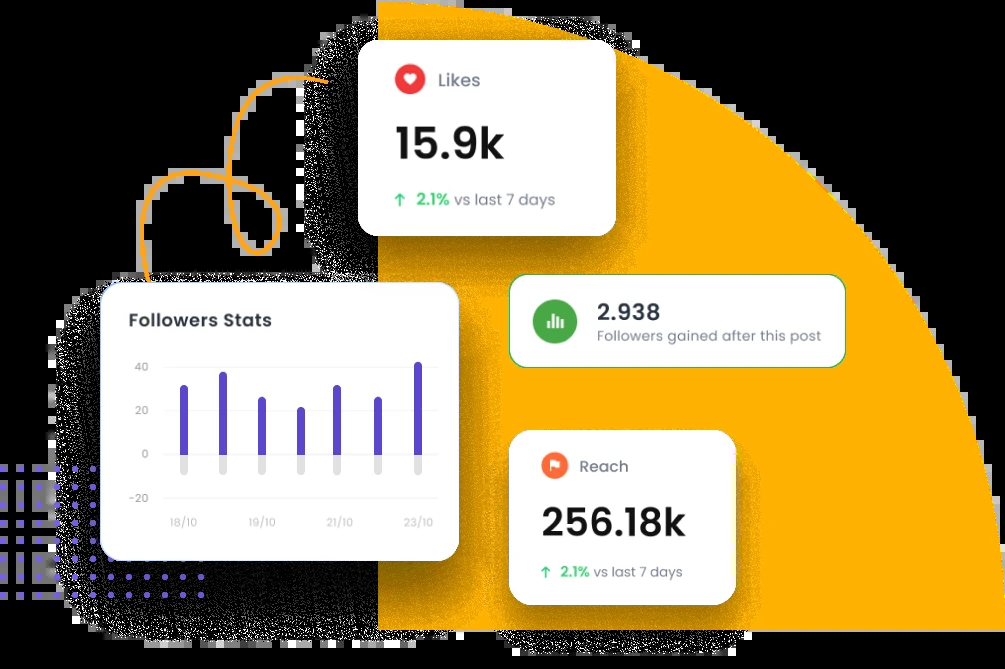 Likes
15.9k
↑ 2.1% vs last 7 days
Followers Stats
40
20
0
-20
18/10 19/10 21/10 23/10
2.938
Followers gained after this post
Reach
256.18k
↑ 2.1% vs last 7 days